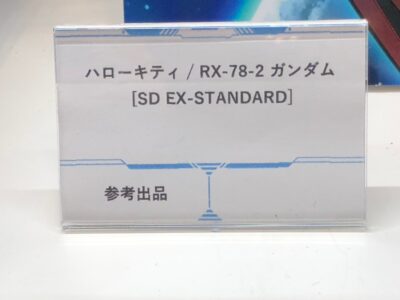 ハローキティ / RX-78-2 ガンダム
[SD EX-STANDARD]
参考出品